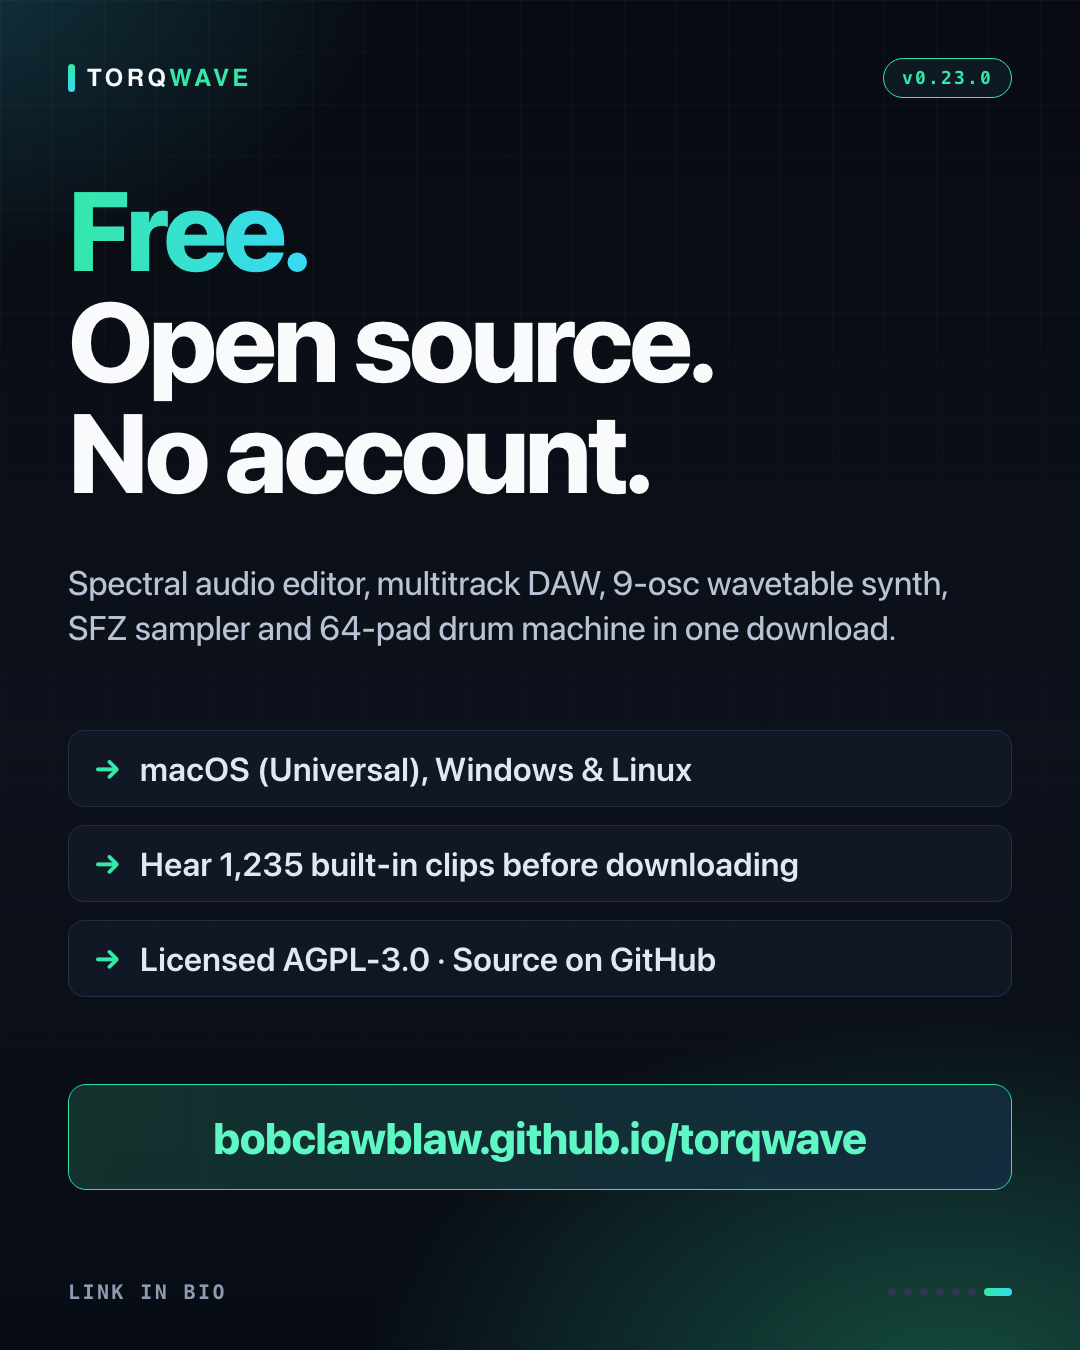 TORQWAVE
v0.23.0
Free.
Open source.
No account.
Spectral audio editor, multitrack DAW, 9-osc wavetable synth,
SFZ sampler and 64-pad drum machine in one download.
→ macOS (Universal), Windows & Linux
→ Hear 1,235 built-in clips before downloading
→ Licensed AGPL-3.0 · Source on GitHub
bobclawblaw.github.io/torqwave
LINK IN BIO